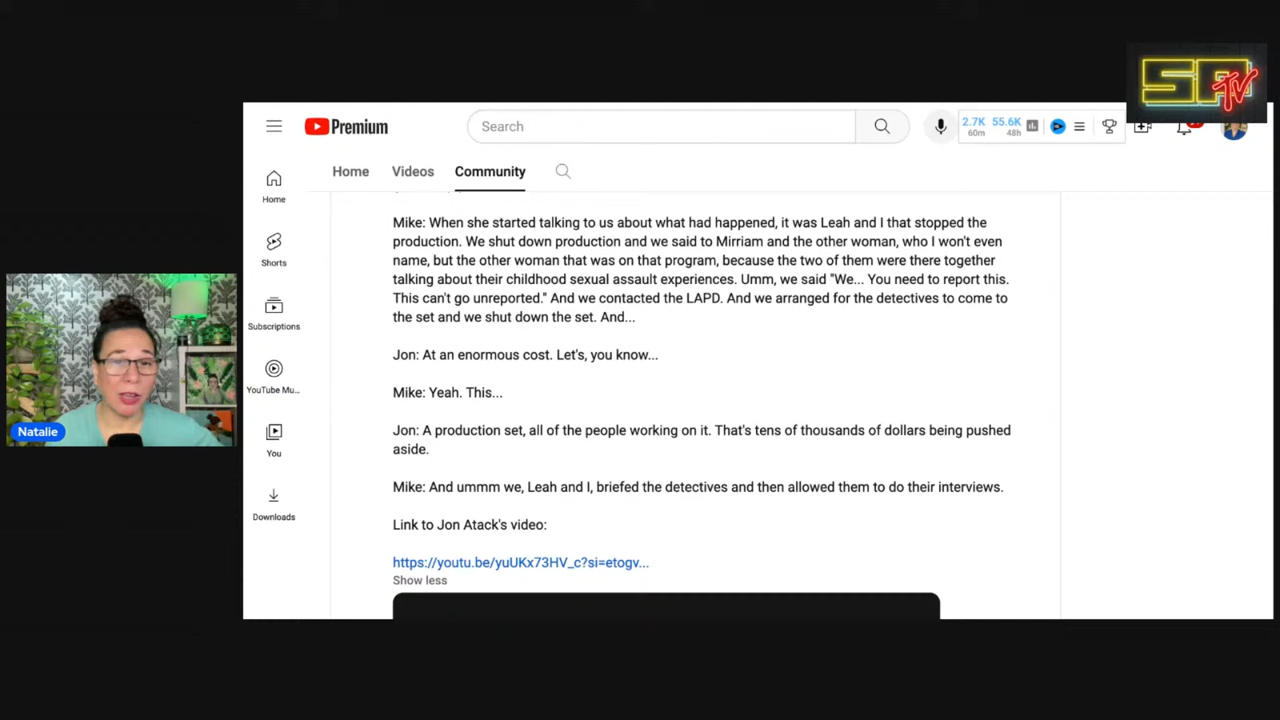 SPTV
Premium
Search
2.7K 55.6K
60m 48h
Home Videos Community
Home
Shorts
Subscriptions
YouTube Mu...
You
Downloads
Natalie
Mike: When she started talking to us about what had happened, it was Leah and I that stopped the
production. We shut down production and we said to Mirriam and the other woman, who I won't even
name, but the other woman that was on that program, because the two of them were there together
talking about their childhood sexual assault experiences. Umm, we said "We... You need to report this.
This can't go unreported." And we contacted the LAPD. And we arranged for the detectives to come to
the set and we shut down the set. And...
Jon: At an enormous cost. Let's, you know...
Mike: Yeah. This...
Jon: A production set, all of the people working on it. That's tens of thousands of dollars being pushed
aside.
Mike: And ummm we, Leah and I, briefed the detectives and then allowed them to do their interviews.
Link to Jon Atack's video:
https://youtu.be/yuUKx73HV_c?si=etogv...
Show less